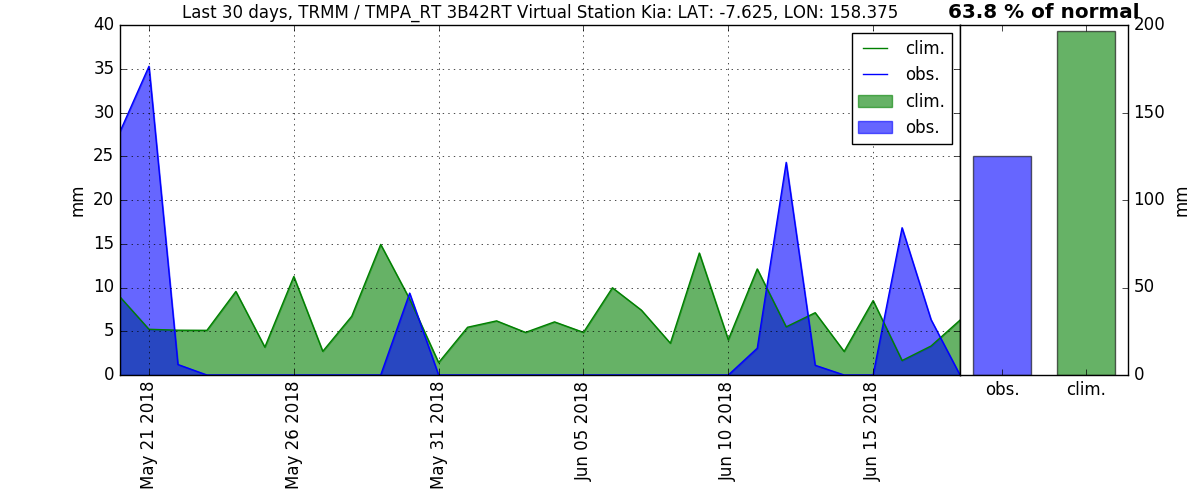 Last 30 days, TRMM / TMPA_RT 3B42RT Virtual Station Kia: LAT: -7.625, LON: 158.375
63.8 % of normal
40
35
30
25
20
15
10
5
0
mm
clim.
obs.
clim.
obs.
200
150
100
50
0
mm
obs.
clim.
May 21 2018
May 26 2018
May 31 2018
Jun 05 2018
Jun 10 2018
Jun 15 2018